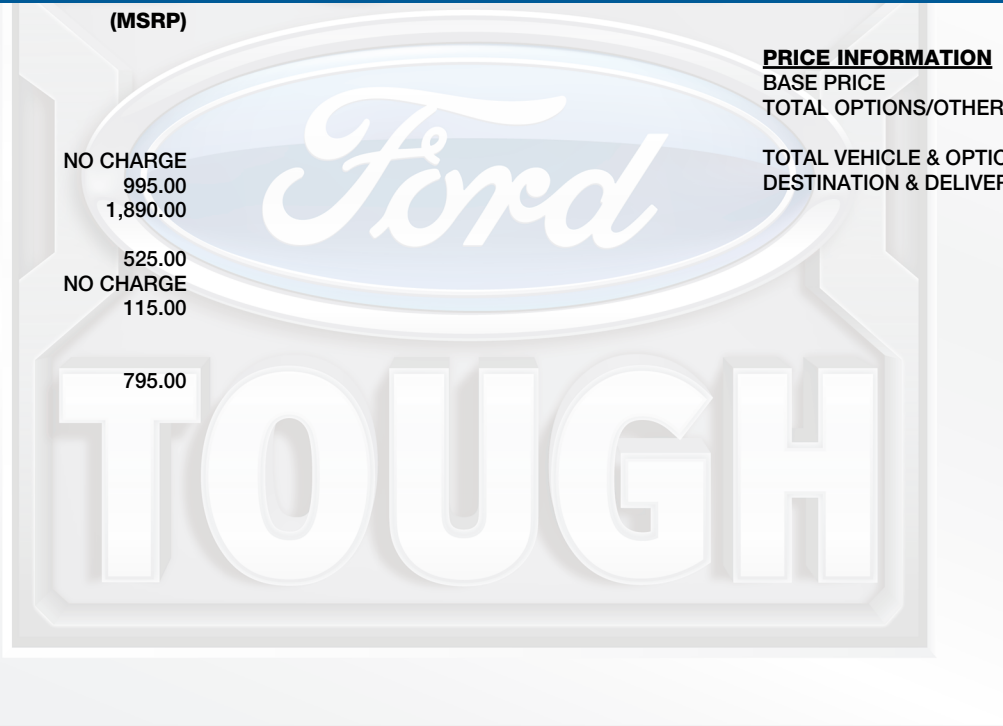 (MSRP)
NO CHARGE
995.00
1,890.00
525.00
NO CHARGE
115.00
795.00
PRICE INFORMATION
BASE PRICE
TOTAL OPTIONS/OTHER
TOTAL VEHICLE & OPTIO
DESTINATION & DELIVER
Ford
TOUGH